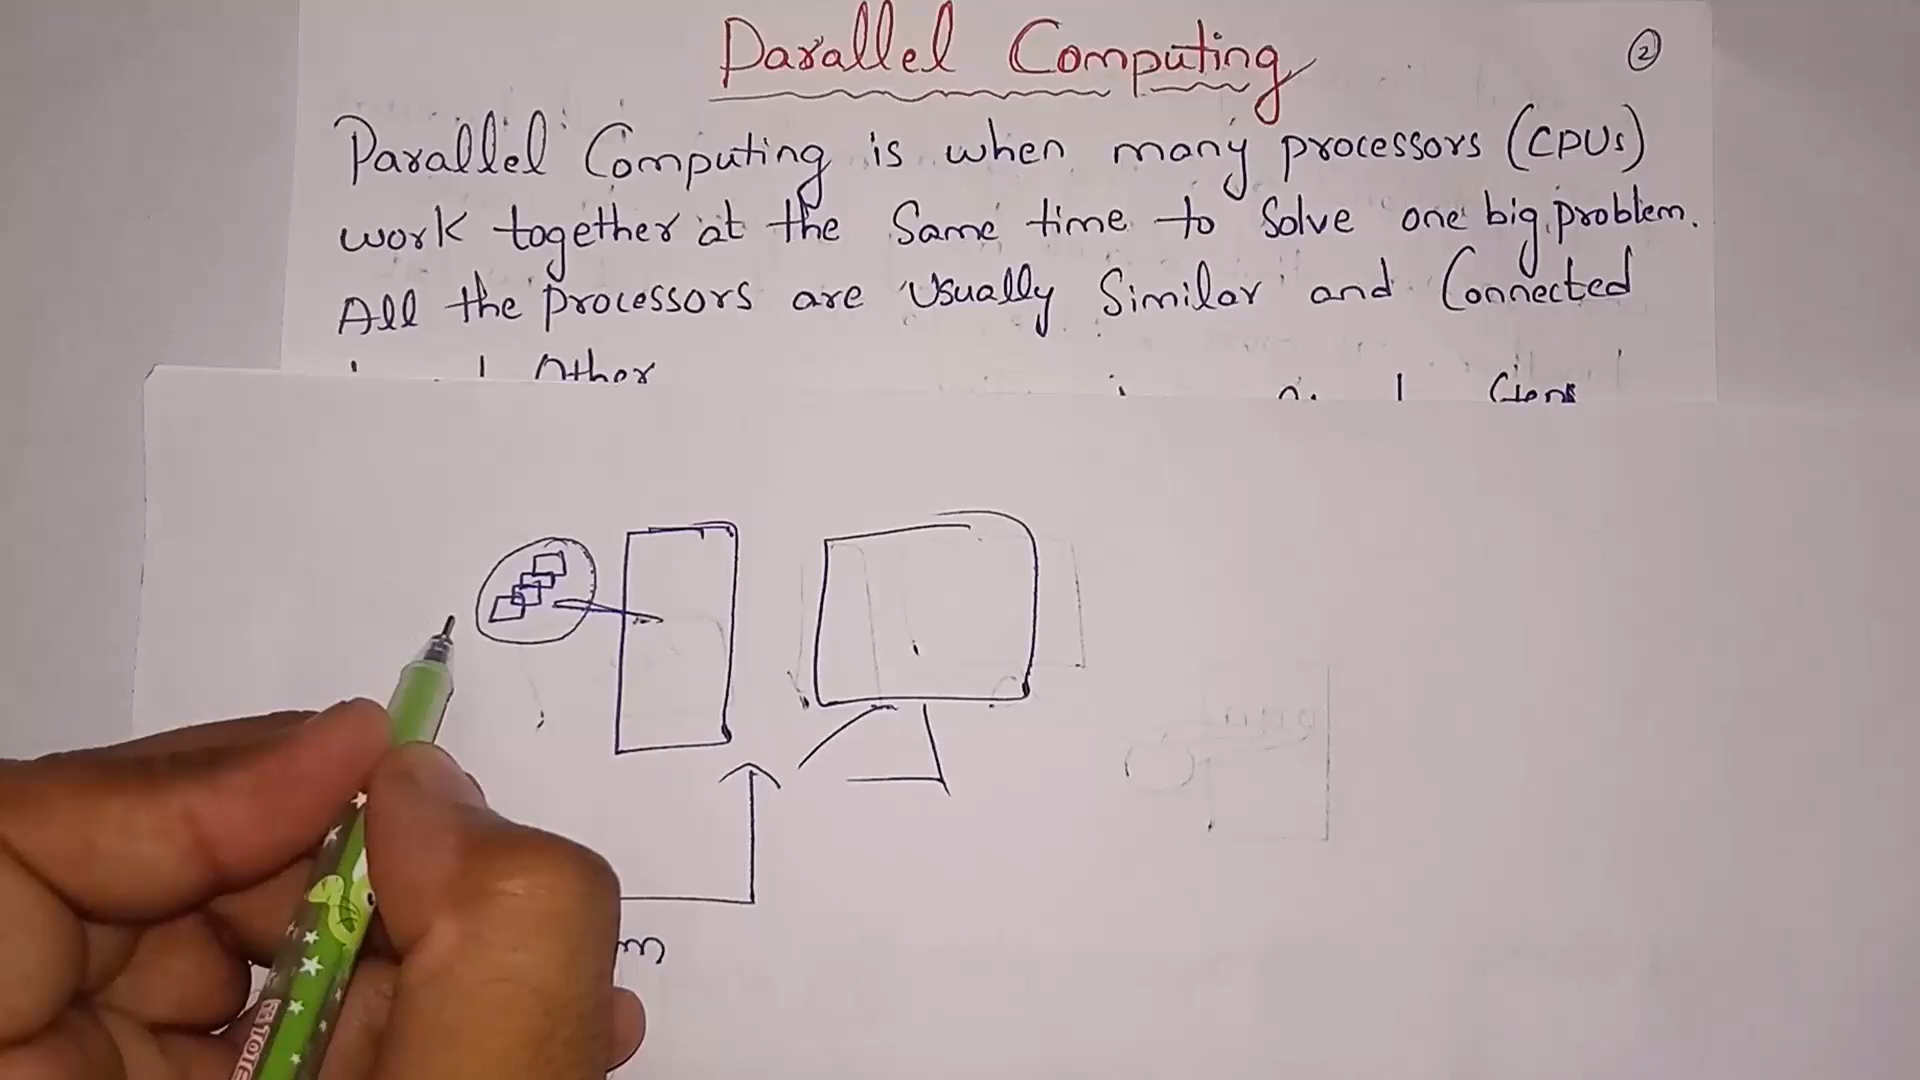 Parallel Computing
2
Parallel Computing is when many processors (CPUs)
work together at the Same time to Solve one big problem.
All the processors are Usually Similar and Connected
Other
m